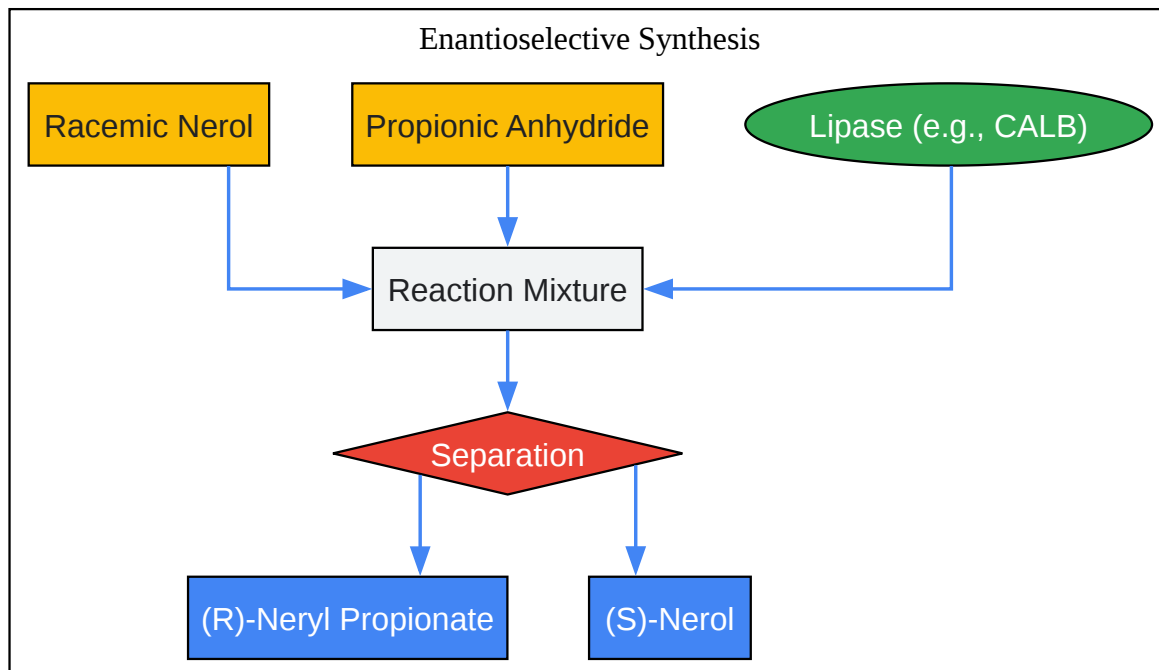 Enantioselective Synthesis
Racemic Nerol
Propionic Anhydride
Lipase (e.g., CALB)
Reaction Mixture
Separation
(R)-Neryl Propionate
(S)-Nerol